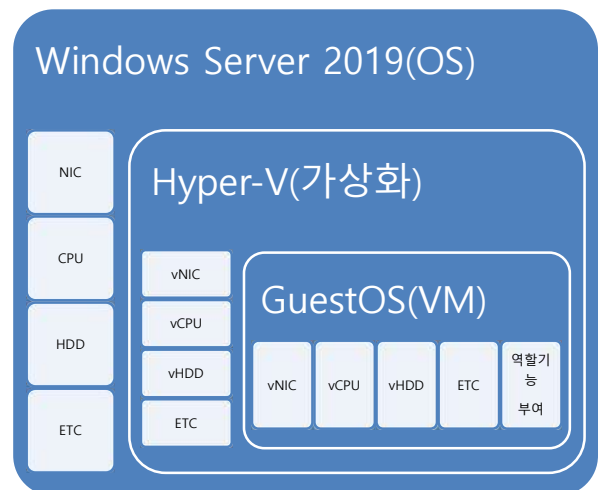 Windows Server 2019(OS)
NIC
CPU
HDD
ETC
Hyper-V(가상화)
vNIC
vCPU
vHDD
ETC
GuestOS(VM)
vNIC
vCPU
vHDD
ETC
역할기
능
부여